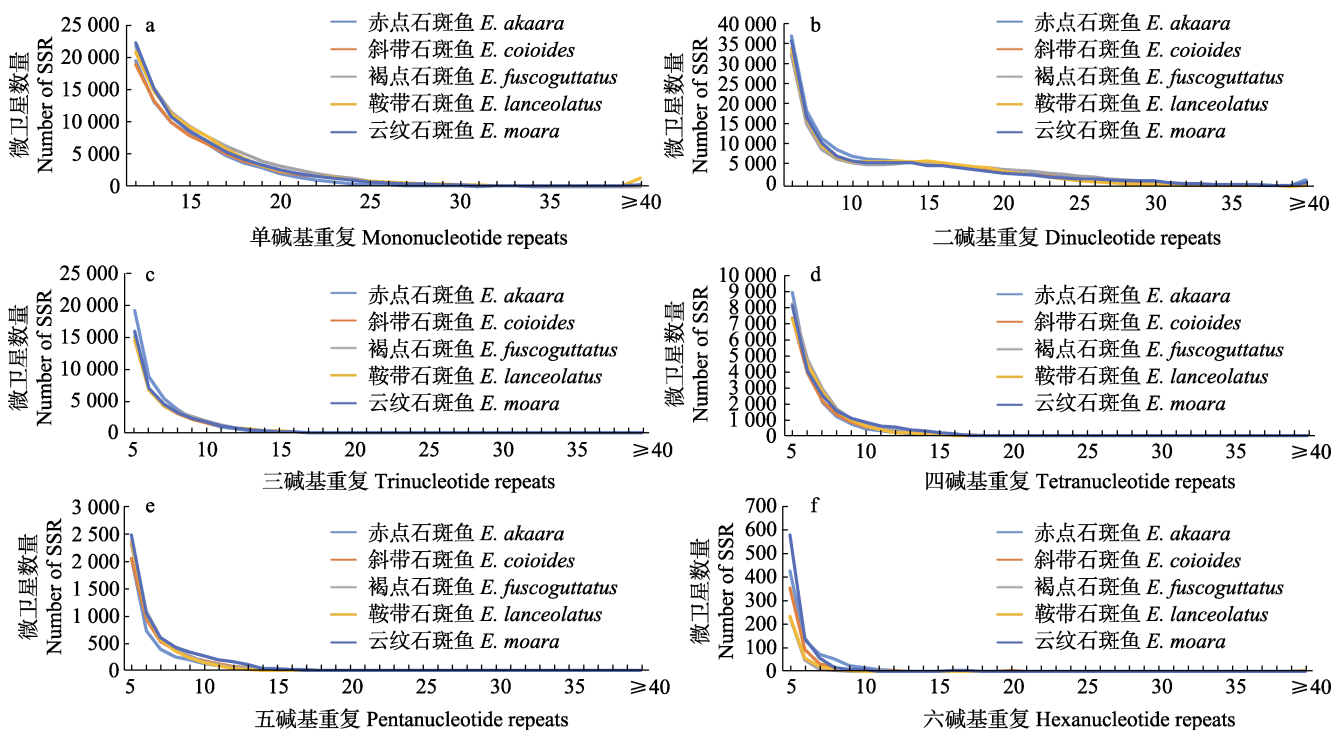 a
微卫星数量
Number of SSR
25 000
20 000
15 000
10 000
5 000
0
赤点石斑鱼 E. akaara
斜带石斑鱼 E. coioides
褐点石斑鱼 E. fuscoguttatus
鞍带石斑鱼 E. lanceolatus
云纹石斑鱼 E. moara
15 20 25 30 35 ⩾40
单碱基重复 Mononucleotide repeats
b
微卫星数量
Number of SSR
40 000
35 000
30 000
25 000
20 000
15 000
10 000
5 000
0
赤点石斑鱼 E. akaara
斜带石斑鱼 E. coioides
褐点石斑鱼 E. fuscoguttatus
鞍带石斑鱼 E. lanceolatus
云纹石斑鱼 E. moara
10 15 20 25 30 35 ⩾40
二碱基重复 Dinucleotide repeats
c
微卫星数量
Number of SSR
25 000
20 000
15 000
10 000
5 000
0
赤点石斑鱼 E. akaara
斜带石斑鱼 E. coioides
褐点石斑鱼 E. fuscoguttatus
鞍带石斑鱼 E. lanceolatus
云纹石斑鱼 E. moara
5 10 15 20 25 30 35 ⩾40
三碱基重复 Trinucleotide repeats
d
微卫星数量
Number of SSR
10 000
9 000
8 000
7 000
6 000
5 000
4 000
3 000
2 000
1 000
0
赤点石斑鱼 E. akaara
斜带石斑鱼 E. coioides
褐点石斑鱼 E. fuscoguttatus
鞍带石斑鱼 E. lanceolatus
云纹石斑鱼 E. moara
5 10 15 20 25 30 35 ⩾40
四碱基重复 Tetranucleotide repeats
e
微卫星数量
Number of SSR
3 000
2 500
2 000
1 500
1 000
500
0
赤点石斑鱼 E. akaara
斜带石斑鱼 E. coioides
褐点石斑鱼 E. fuscoguttatus
鞍带石斑鱼 E. lanceolatus
云纹石斑鱼 E. moara
5 10 15 20 25 30 35 ⩾40
五碱基重复 Pentanucleotide repeats
f
微卫星数量
Number of SSR
700
600
500
400
300
200
100
0
赤点石斑鱼 E. akaara
斜带石斑鱼 E. coioides
褐点石斑鱼 E. fuscoguttatus
鞍带石斑鱼 E. lanceolatus
云纹石斑鱼 E. moara
5 10 15 20 25 30 35 ⩾40
六碱基重复 Hexanucleotide repeats